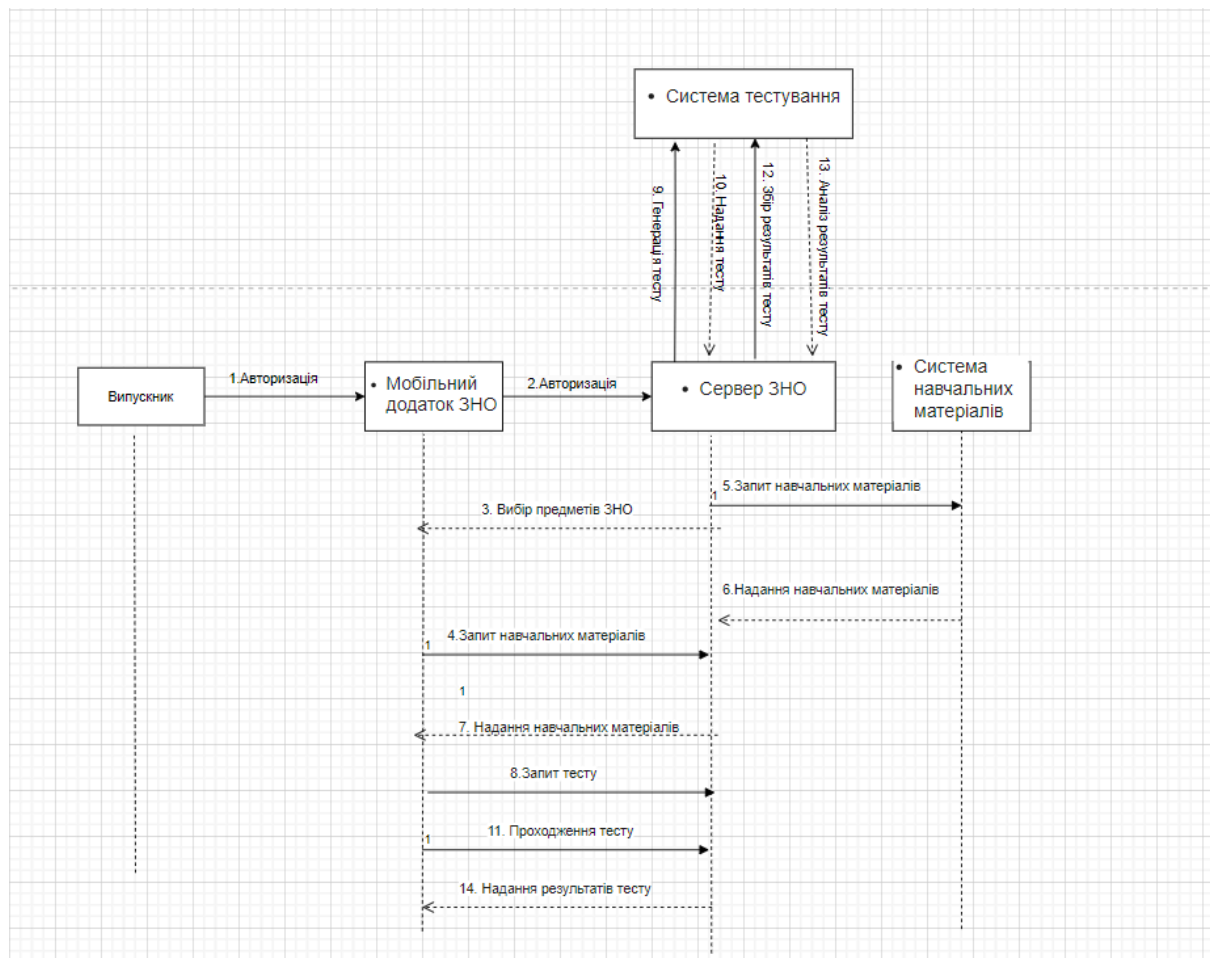 • Система тестування
9. Генерація тесту
10.Надання тесту
12. Збір результатів тесту
13. Аналіз результатів тесту
Випускник
1.Авторизація
• Мобільний
додаток ЗНО
2.Авторизація
• Сервер ЗНО
• Система
навчальних
матеріалів
5.Запит навчальних матеріалів
1
3. Вибір предметів ЗНО
6.Надання навчальних матеріалів
4.Запит навчальних матеріалів
1
1
7. Надання навчальних матеріалів
8.Запит тесту
11. Проходження тесту
1
14. Надання результатів тесту